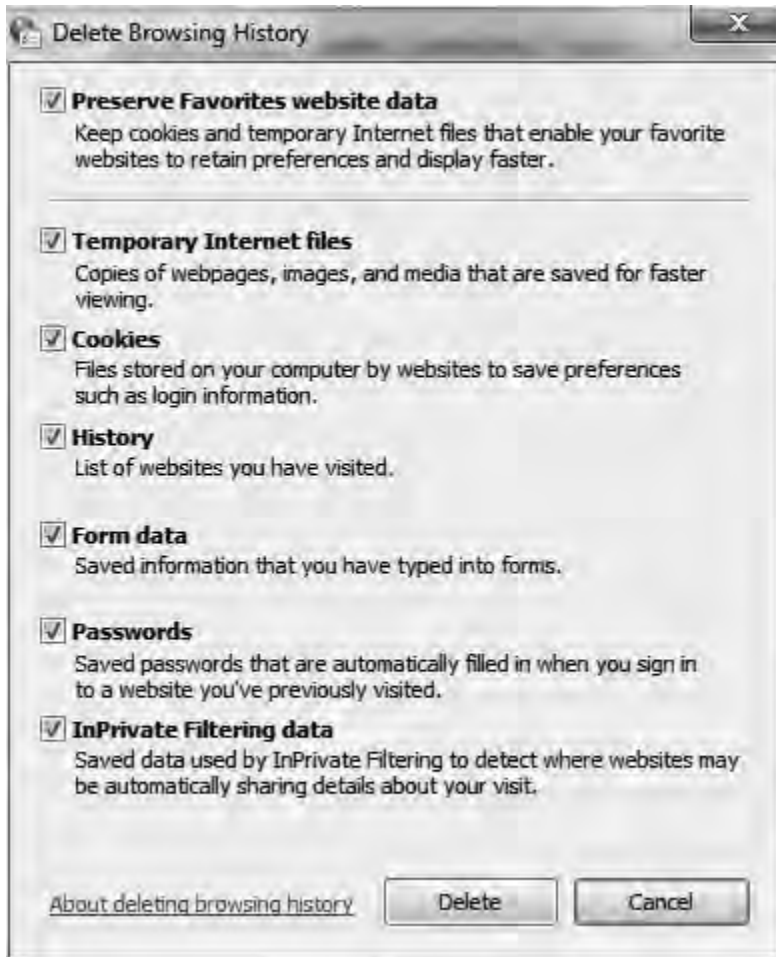 Delete Browsing History
Preserve Favorites website data
Keep cookies and temporary Internet files that enable your favorite
websites to retain preferences and display faster.
Temporary Internet files
Copies of webpages, images, and media that are saved for faster
viewing.
Cookies
Files stored on your computer by websites to save preferences
such as login information.
History
List of websites you have visited.
Form data
Saved information that you have typed into forms.
Passwords
Saved passwords that are automatically filled in when you sign in
to a website you've previously visited.
InPrivate Filtering data
Saved data used by InPrivate Filtering to detect where websites may
be automatically sharing details about your visit.
About deleting browsing history Delete Cancel